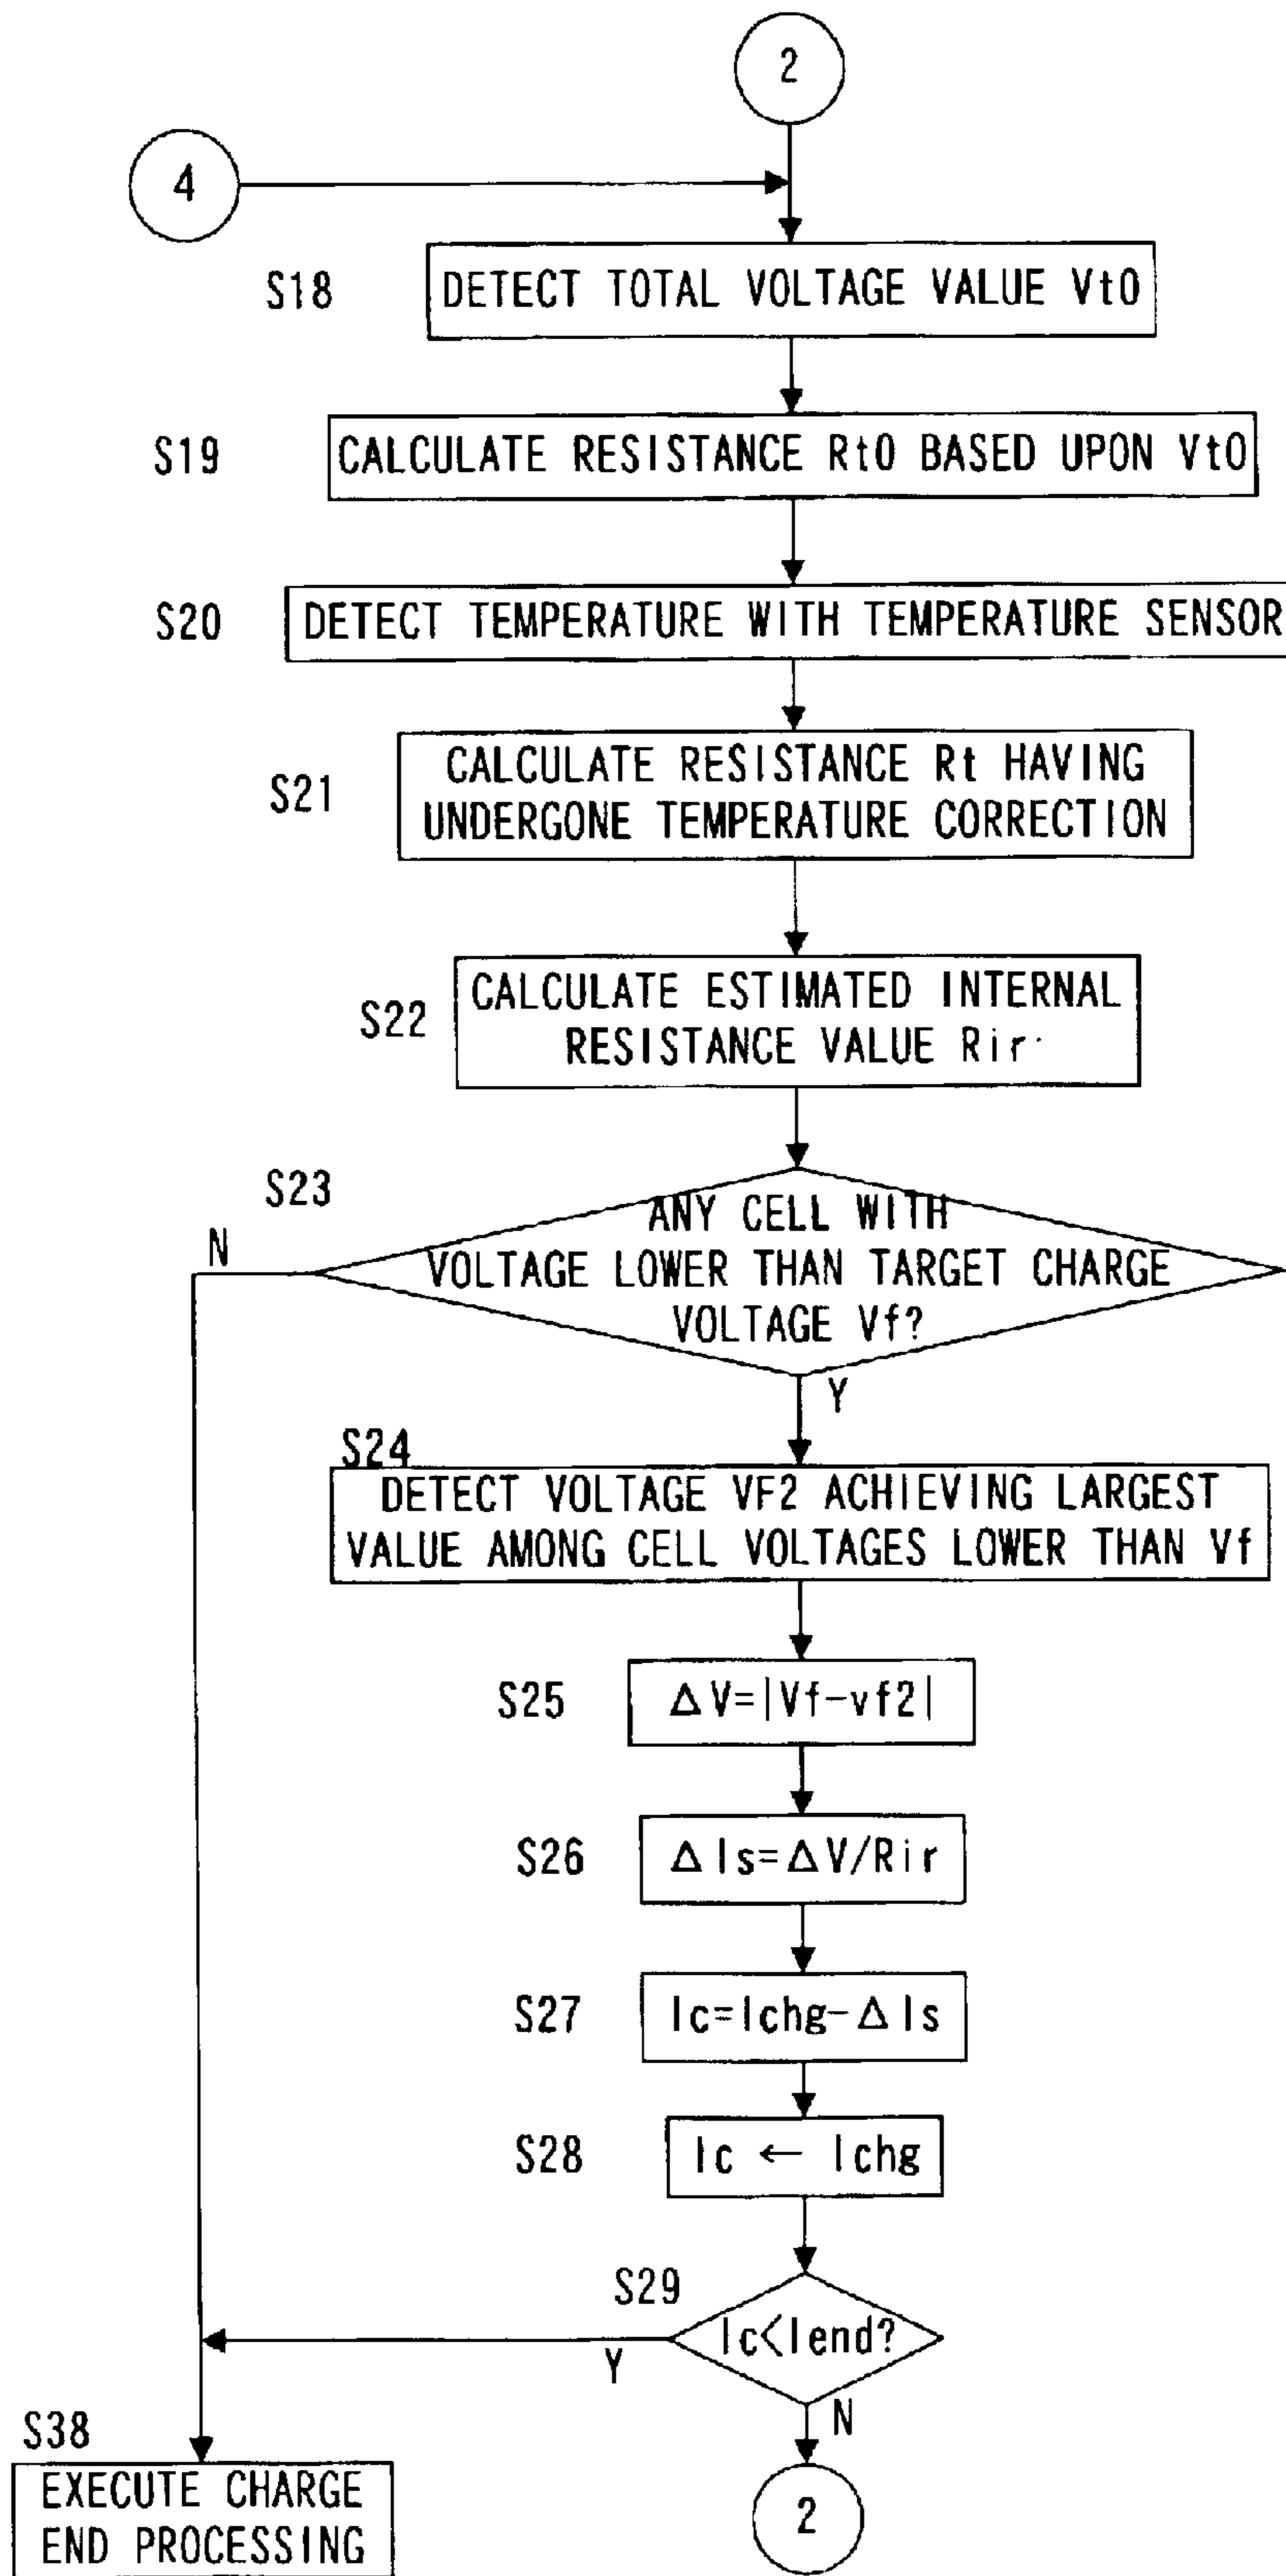 2
4
S18
DETECT TOTAL VOLTAGE VALUE Vt0
S19
CALCULATE RESISTANCE Rt0 BASED UPON Vt0
S20
DETECT TEMPERATURE WITH TEMPERATURE SENSOR
S21
CALCULATE RESISTANCE Rt HAVING
UNDERGONE TEMPERATURE CORRECTION
S22
CALCULATE ESTIMATED INTERNAL
RESISTANCE VALUE Rir
S23
ANY CELL WITH
VOLTAGE LOWER THAN TARGET CHARGE
VOLTAGE Vf?
N
Y
S24
DETECT VOLTAGE VF2 ACHIEVING LARGEST
VALUE AMONG CELL VOLTAGES LOWER THAN Vf
S25
ΔV=|Vf-vf2|
S26
ΔIs=ΔV/Rir
S27
Ic=Ichg-ΔIs
S28
Ic ← Ichg
S29
Ic<Iend?
Y
N
S38
EXECUTE CHARGE
END PROCESSING
2